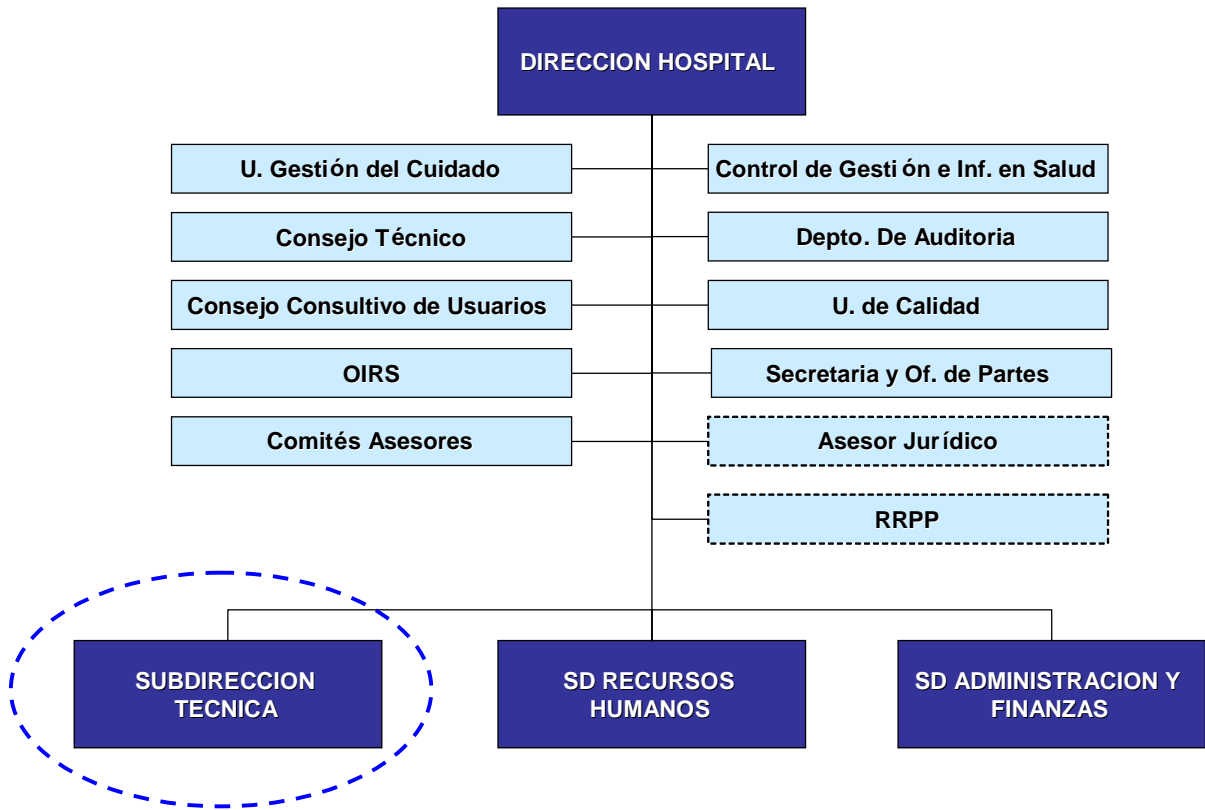 DIRECCION HOSPITAL
U. Gestión del Cuidado
Control de Gestión e Inf. en Salud
Consejo Técnico
Depto. De Auditoria
Consejo Consultivo de Usuarios
U. de Calidad
OIRS
Secretaria y Of. de Partes
Comités Asesores
Asesor Jurídico
RRPP
SUBDIRECCION
TECNICA
SD RECURSOS
HUMANOS
SD ADMINISTRACION Y
FINANZAS